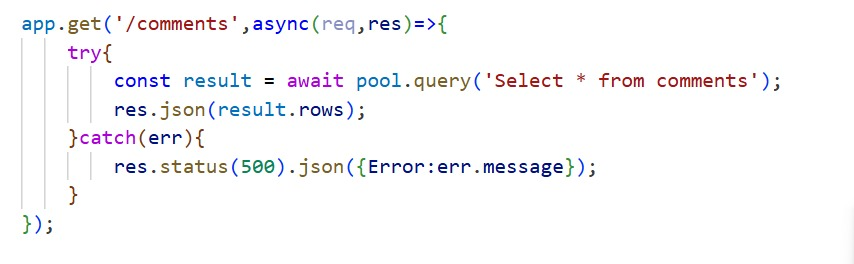 app.get('/comments',async(req,res)=>{
    try{
        const result = await pool.query('Select * from comments');
        res.json(result.rows);
    }catch(err){
        res.status(500).json({Error:err.message});
    }
});